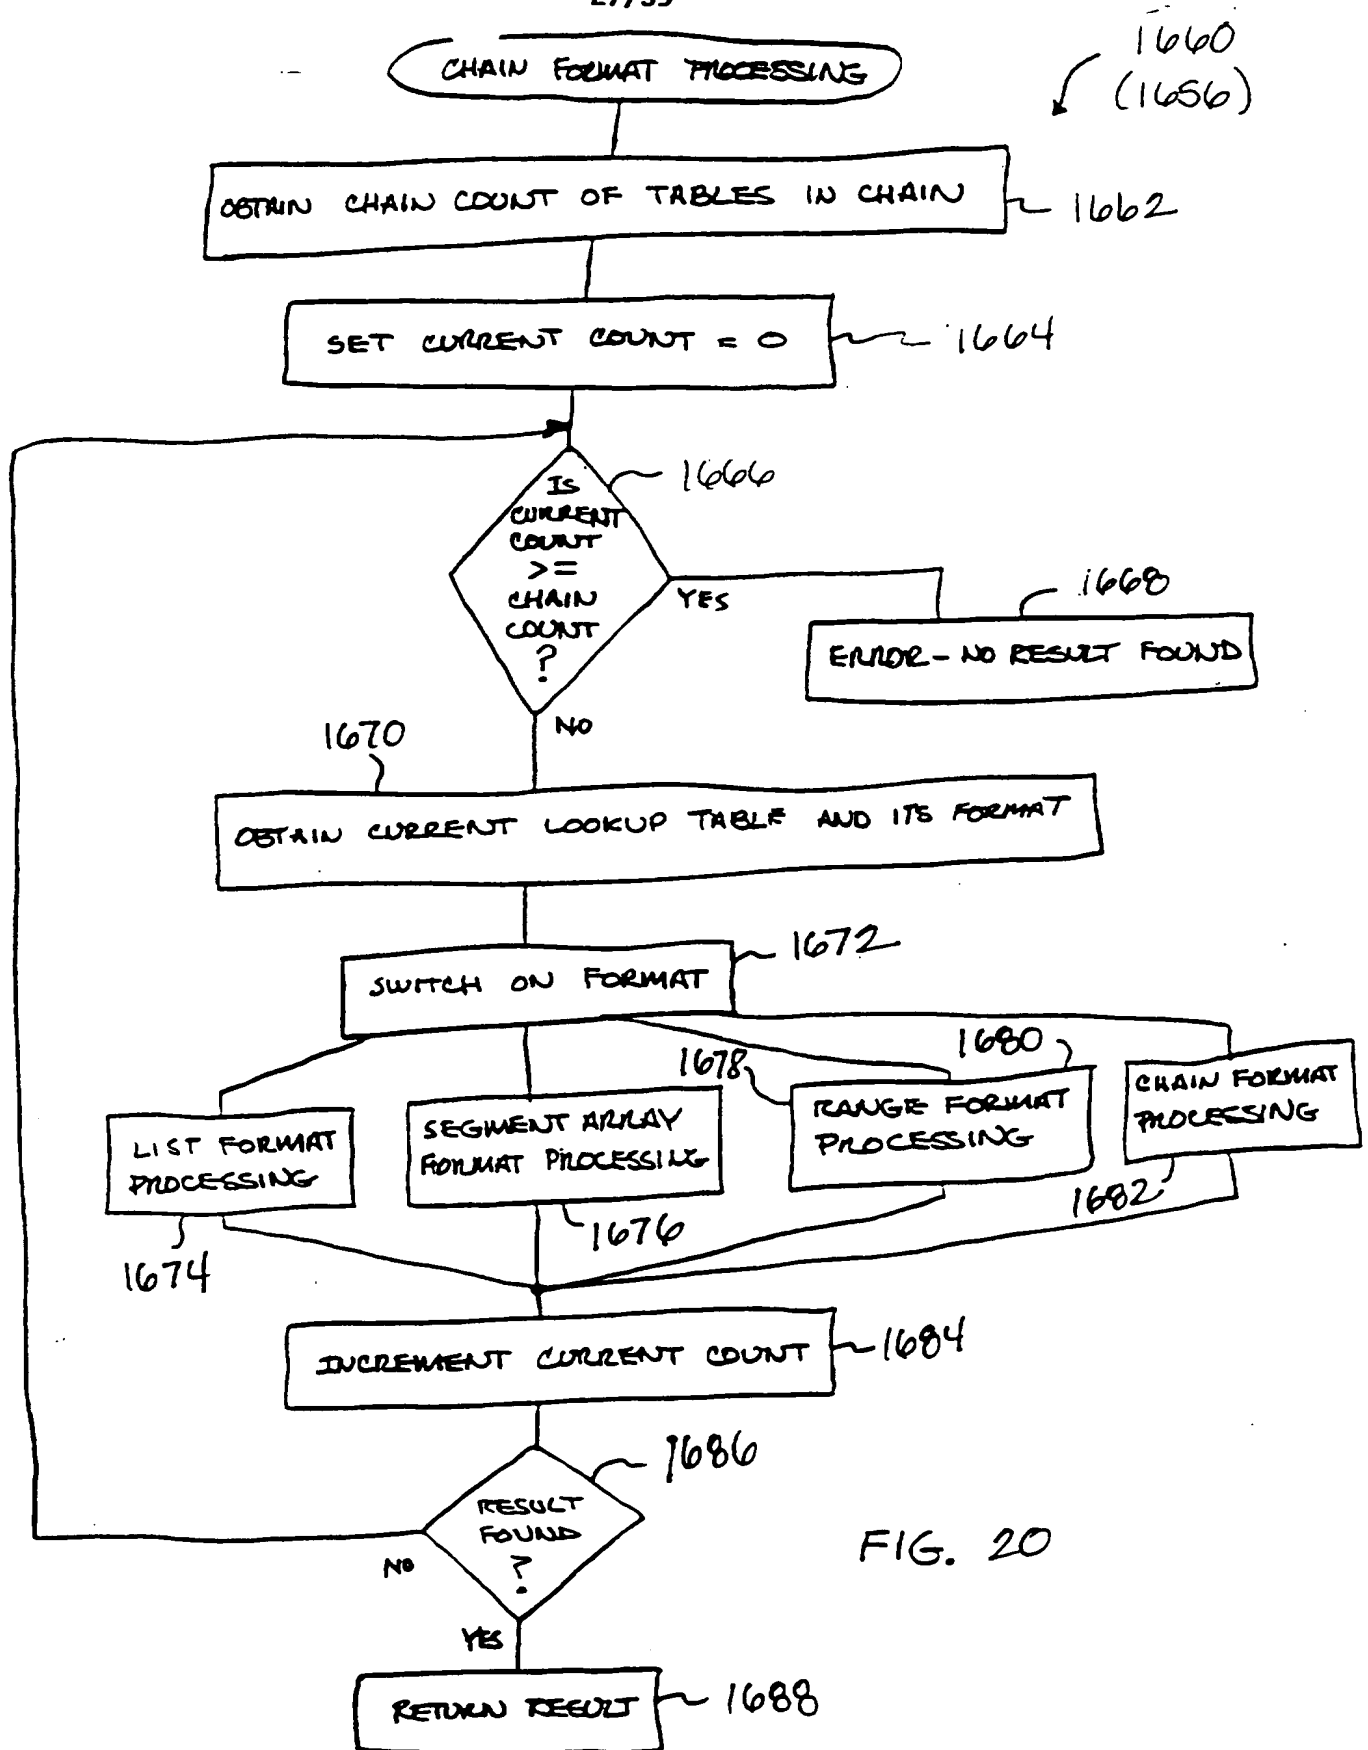 27/35
1660
(1656)
CHAIN FORMAT PROCESSING
OBTAIN CHAIN COUNT OF TABLES IN CHAIN
1662
SET CURRENT COUNT = 0
1664
1666
IS
CURRENT
COUNT
>=
CHAIN
COUNT
?
YES
1668
ERROR - NO RESULT FOUND
NO
1670
OBTAIN CURRENT LOOKUP TABLE AND ITS FORMAT
1672
SWITCH ON FORMAT
1678
1680
LIST FORMAT
PROCESSING
1674
SEGMENT ARRAY
FORMAT PROCESSING
1676
RANGE FORMAT
PROCESSING
CHAIN FORMAT
PROCESSING
1682
INCREMENT CURRENT COUNT
1684
1686
RESULT
FOUND
?
NO
YES
FIG. 20
RETURN RESULT
1688